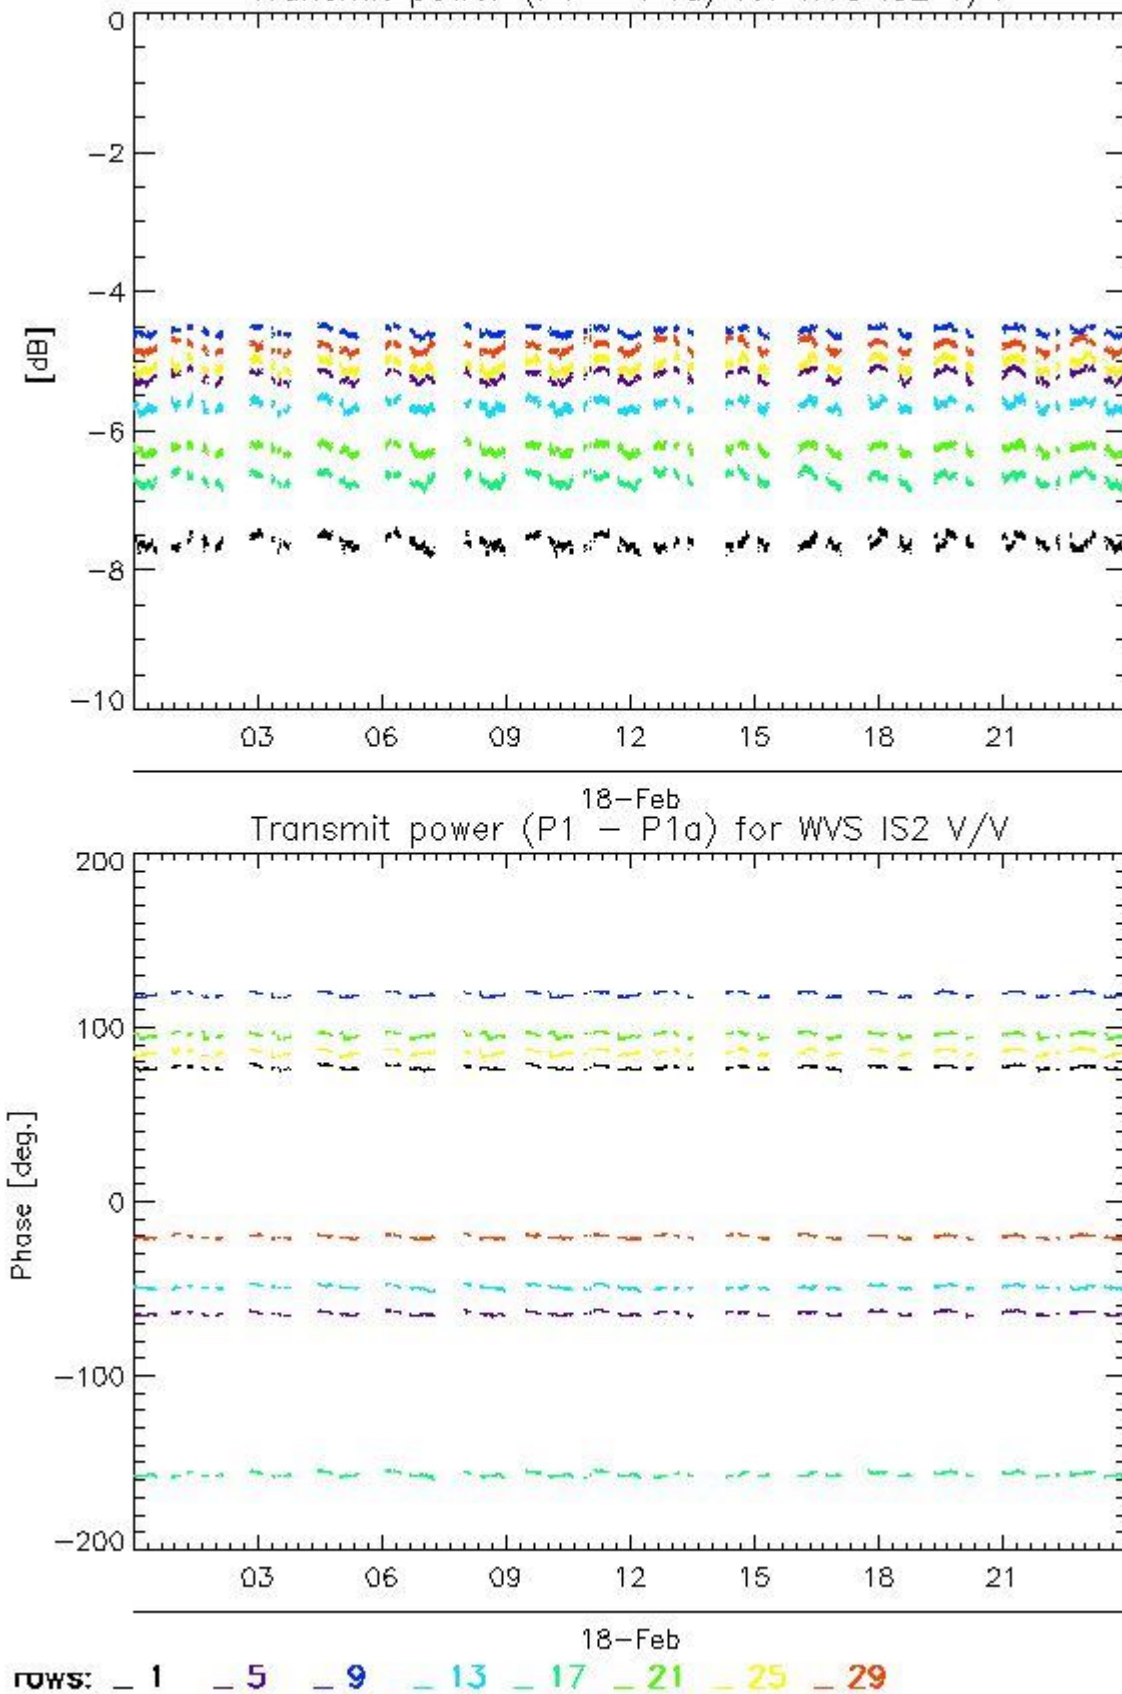 0
-2
-4
[dB]
-6
-8
-10
03 06 09 12 15 18 21
18-Feb
Transmit power (P1 - P1a) for WVS IS2 V/V
200
100
Phase [deg.]
0
-100
-200
03 06 09 12 15 18 21
18-Feb
rows: _ 1 _ 5 _ 9 _ 13 _ 17 _ 21 _ 25 _ 29